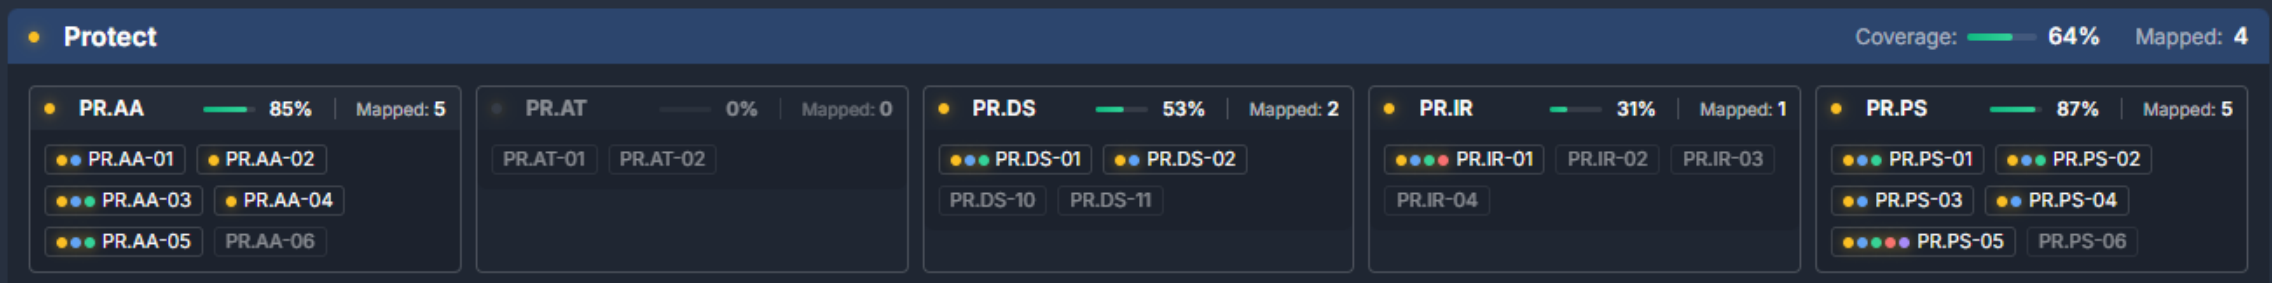 Protect Coverage: 64% Mapped: 4
PR.AA 85% Mapped: 5
PR.AA-01 PR.AA-02
PR.AA-03 PR.AA-04
PR.AA-05 PR.AA-06
PR.AT 0% Mapped: 0
PR.AT-01 PR.AT-02
PR.DS 53% Mapped: 2
PR.DS-01 PR.DS-02
PR.DS-10 PR.DS-11
PR.IR 31% Mapped: 1
PR.IR-01 PR.IR-02 PR.IR-03
PR.IR-04
PR.PS 87% Mapped: 5
PR.PS-01 PR.PS-02
PR.PS-03 PR.PS-04
PR.PS-05 PR.PS-06